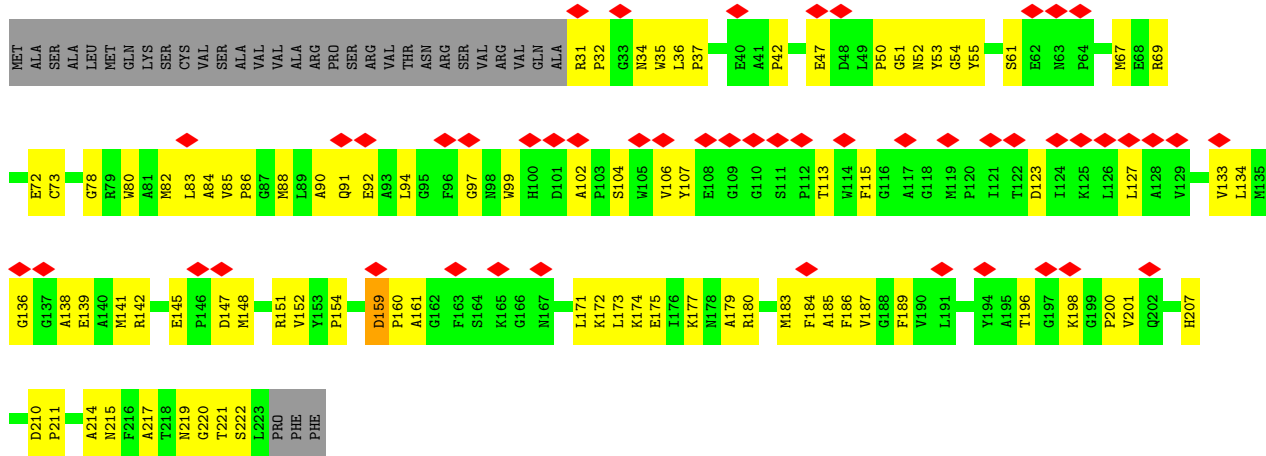 MET ALA SER ALA LEU MET GLN LYS SER CYS VAL SER ALA VAL VAL ALA ARG PRO SER ARG VAL THR ASN ARG SER VAL ARG VAL GLN ALA R31 P32 G33 N34 W35 L36 P37 E40 A41 P42 E47 D48 L49 P50 G51 N52 Y53 G54 Y55 S61 E62 N63 P64 M67 E68 R69
E72 C73 G78 R79 W80 A81 M82 L83 A84 V85 P86 G87 M88 L89 A90 Q91 E92 A93 L94 G95 F96 G97 N98 W99 H100 D101 A102 P103 S104 W105 V106 Y107 E108 G109 G110 S111 P112 T113 W114 F115 G116 A117 G118 M119 P120 I121 T122 D123 I124 K125 L126 L127 A128 V129 V133 L134 M135
G136 G137 A138 E139 A140 M141 R142 E145 P146 D147 M148 R151 V152 Y153 P154 D159 P160 A161 G162 F163 S164 K165 G166 N167 L171 K172 L173 K174 E175 I176 K177 N178 A179 R180 M183 F184 A185 F186 V187 G188 F189 V190 L191 Y194 A195 T196 G197 K198 G199 P200 V201 Q202 H207
D210 P211 A214 N215 F216 A217 T218 N219 G220 T221 S222 L223 PRO PHE PHE